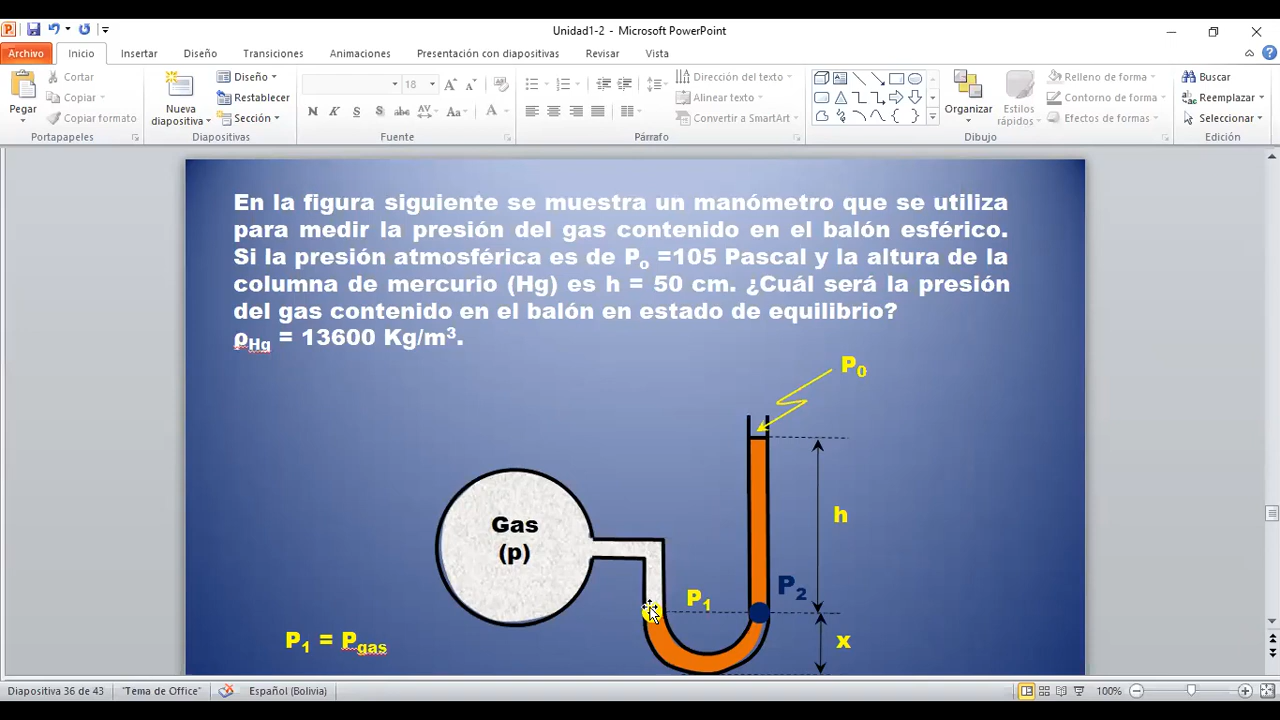 Unidad1-2 - Microsoft PowerPoint
Archivo Inicio Insertar Diseño Transiciones Animaciones Presentación con diapositivas Revisar Vista
Cortar
Copiar
Copiar formato
Pegar
Portapapeles
Nueva diapositiva
Diseño
Restablecer
Sección
Diapositivas
18
N K S abc AV Aa A
Fuente
Dirección del texto
Alinear texto
Convertir a SmartArt
Párrafo
Organizar
Estilos rápidos
Relleno de forma
Contorno de forma
Efectos de formas
Dibujo
Buscar
Reemplazar
Seleccionar
Edición
En la figura siguiente se muestra un manómetro que se utiliza
para medir la presión del gas contenido en el balón esférico.
Si la presión atmosférica es de Po =105 Pascal y la altura de la
columna de mercurio (Hg) es h = 50 cm. ¿Cuál será la presión
del gas contenido en el balón en estado de equilibrio?
ρHg = 13600 Kg/m³.
P0
Gas
(p)
h
P1
P2
x
P1 = Pgas
Diapositiva 36 de 43 "Tema de Office" Español (Bolivia) 100%